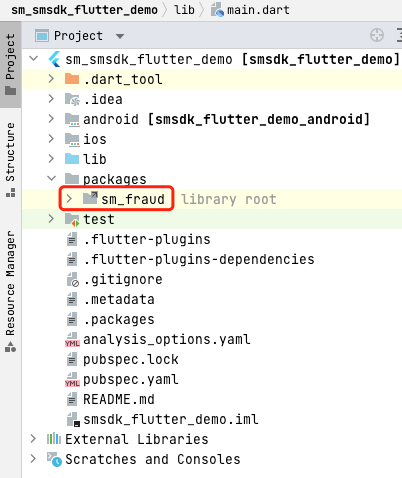 sm_smsdk_flutter_demo > lib > main.dart
Project
Structure
Resource Manager
Project
sm_smsdk_flutter_demo [smsdk_flutter_demo]
.dart_tool
.idea
android [smsdk_flutter_demo_android]
ios
lib
packages
sm_fraud library root
test
.flutter-plugins
.flutter-plugins-dependencies
.gitignore
.metadata
.packages
analysis_options.yaml
pubspec.lock
pubspec.yaml
README.md
smsdk_flutter_demo.iml
External Libraries
Scratches and Consoles